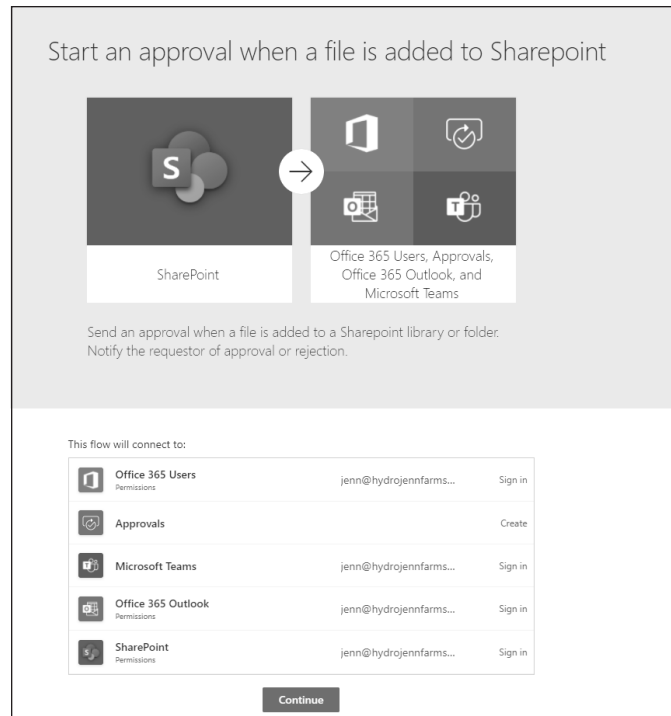 Start an approval when a file is added to Sharepoint
S
SharePoint
Office 365 Users, Approvals,
Office 365 Outlook, and
Microsoft Teams
Send an approval when a file is added to a Sharepoint library or folder.
Notify the requestor of approval or rejection.
This flow will connect to:
Office 365 Users
Permissions
jenn@hydrojennfarms...
Sign in
Approvals
Create
Microsoft Teams
jenn@hydrojennfarms...
Sign in
Office 365 Outlook
Permissions
jenn@hydrojennfarms...
Sign in
SharePoint
Permissions
jenn@hydrojennfarms...
Sign in
Continue